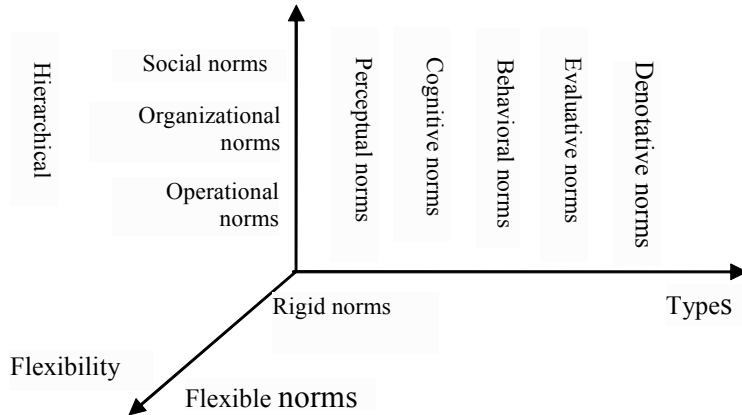 Hierarchical
Social norms
Organizational
norms
Operational
norms
Perceptual norms
Cognitive norms
Behavioral norms
Evaluative norms
Denotative norms
Rigid norms
Types
Flexibility
Flexible norms